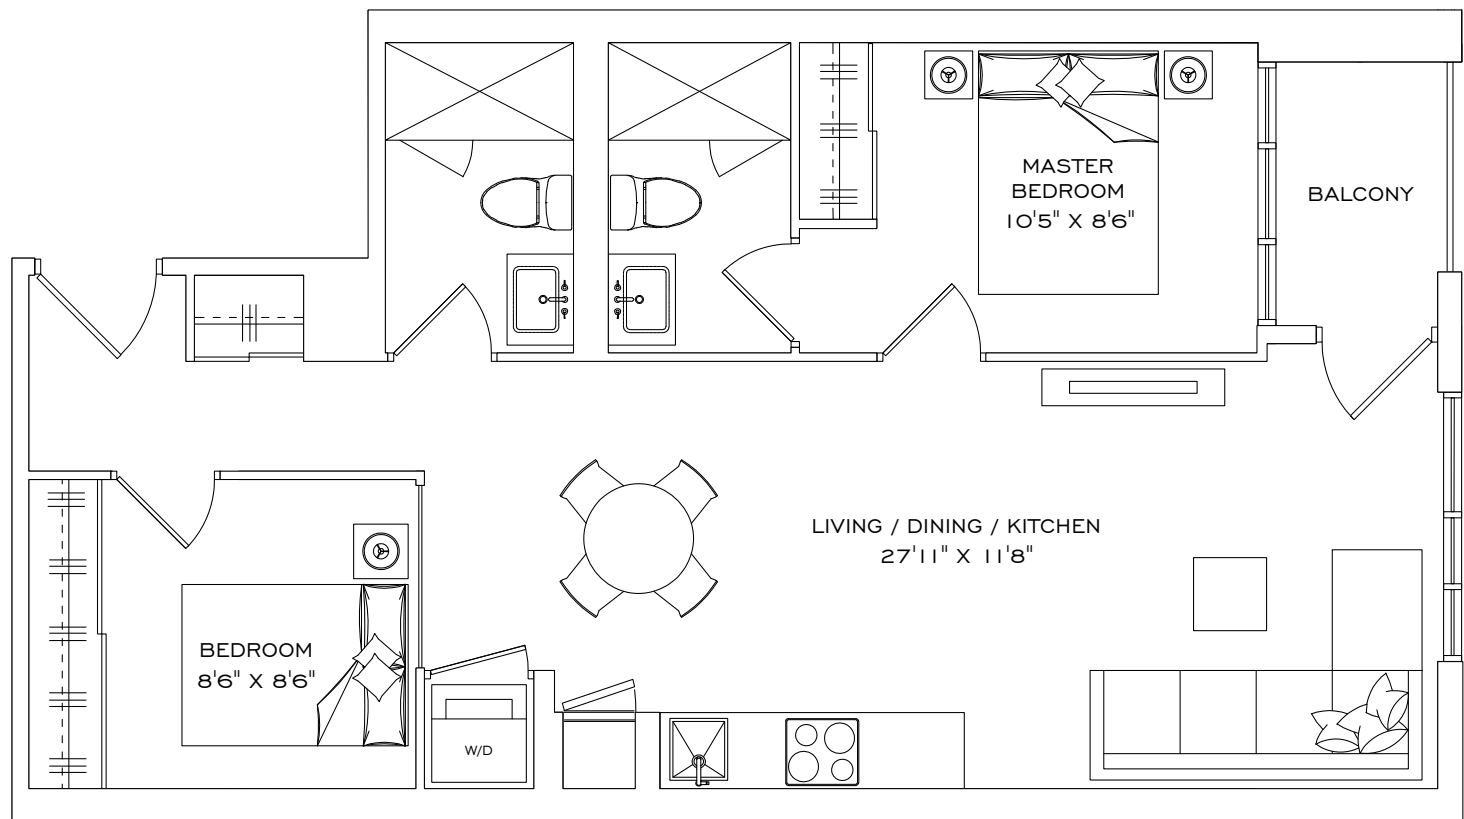 MASTER
BEDROOM
10'5" X 8'6"
BALCONY
LIVING / DINING / KITCHEN
27'11" X 11'8"
BEDROOM
8'6" X 8'6"
W/D